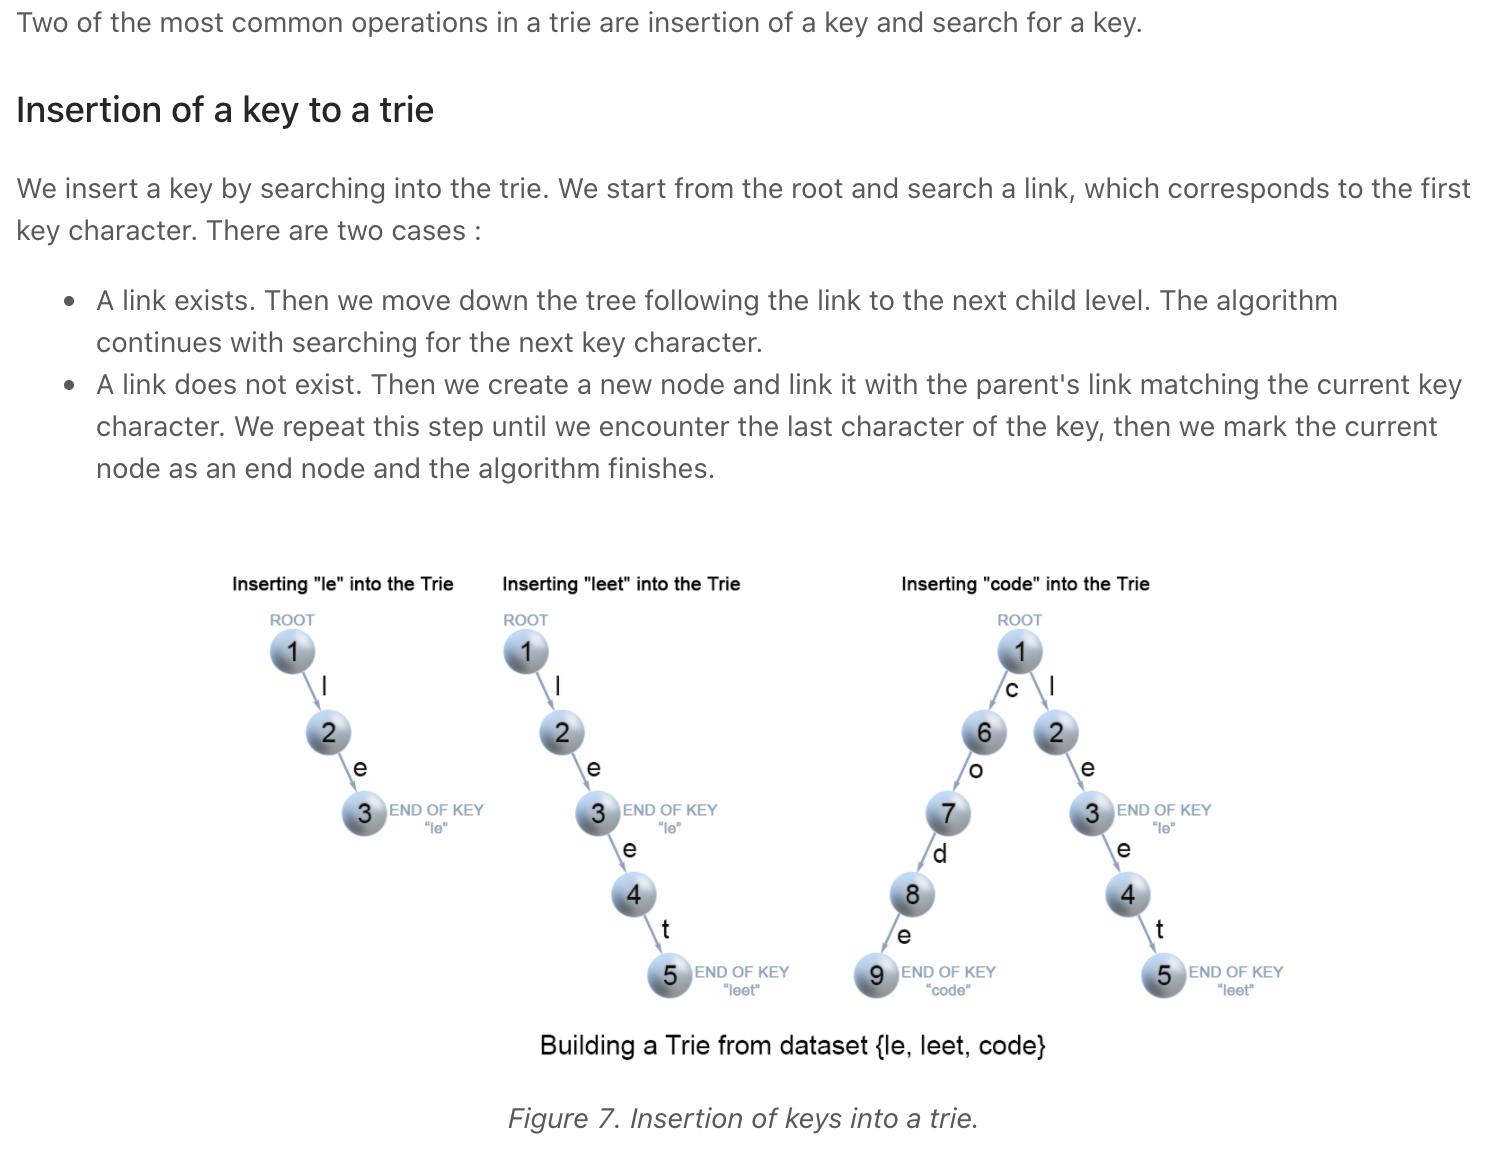 Two of the most common operations in a trie are insertion of a key and search for a key.
Insertion of a key to a trie
We insert a key by searching into the trie. We start from the root and search a link, which corresponds to the first
key character. There are two cases :
• A link exists. Then we move down the tree following the link to the next child level. The algorithm
continues with searching for the next key character.
• A link does not exist. Then we create a new node and link it with the parent's link matching the current key
character. We repeat this step until we encounter the last character of the key, then we mark the current
node as an end node and the algorithm finishes.
Inserting "le" into the Trie
ROOT
1
l
2
e
3 END OF KEY
"le"
Inserting "leet" into the Trie
ROOT
1
l
2
e
3 END OF KEY
"le"
e
4
t
5 END OF KEY
"leet"
Inserting "code" into the Trie
ROOT
1
c l
6 2
o e
7 3 END OF KEY
"le"
d e
8 4
e t
9 END OF KEY 5 END OF KEY
"code" "leet"
Building a Trie from dataset {le, leet, code}
Figure 7. Insertion of keys into a trie.